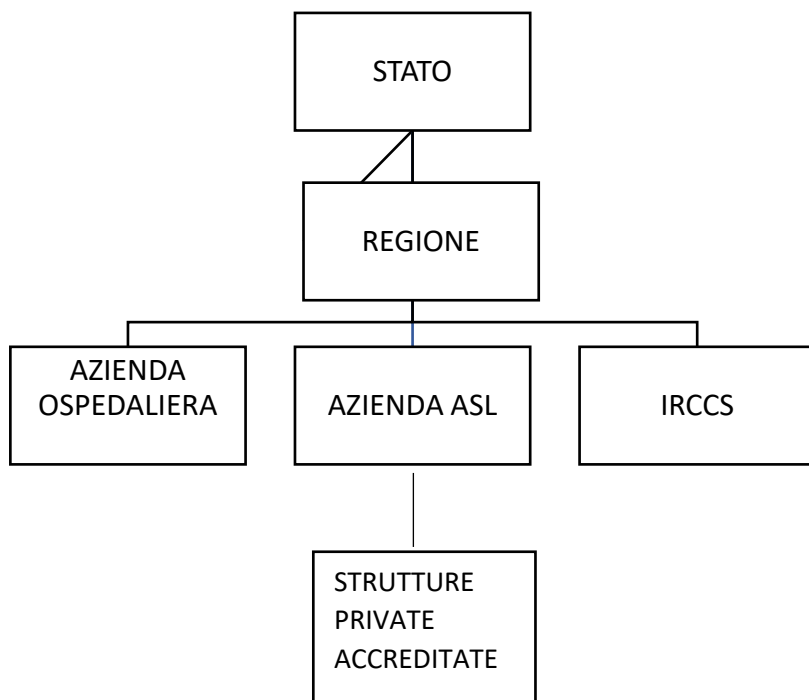 STATO
REGIONE
AZIENDA
OSPEDALIERA
AZIENDA ASL
IRCCS
STRUTTURE
PRIVATE
ACCREDITATE